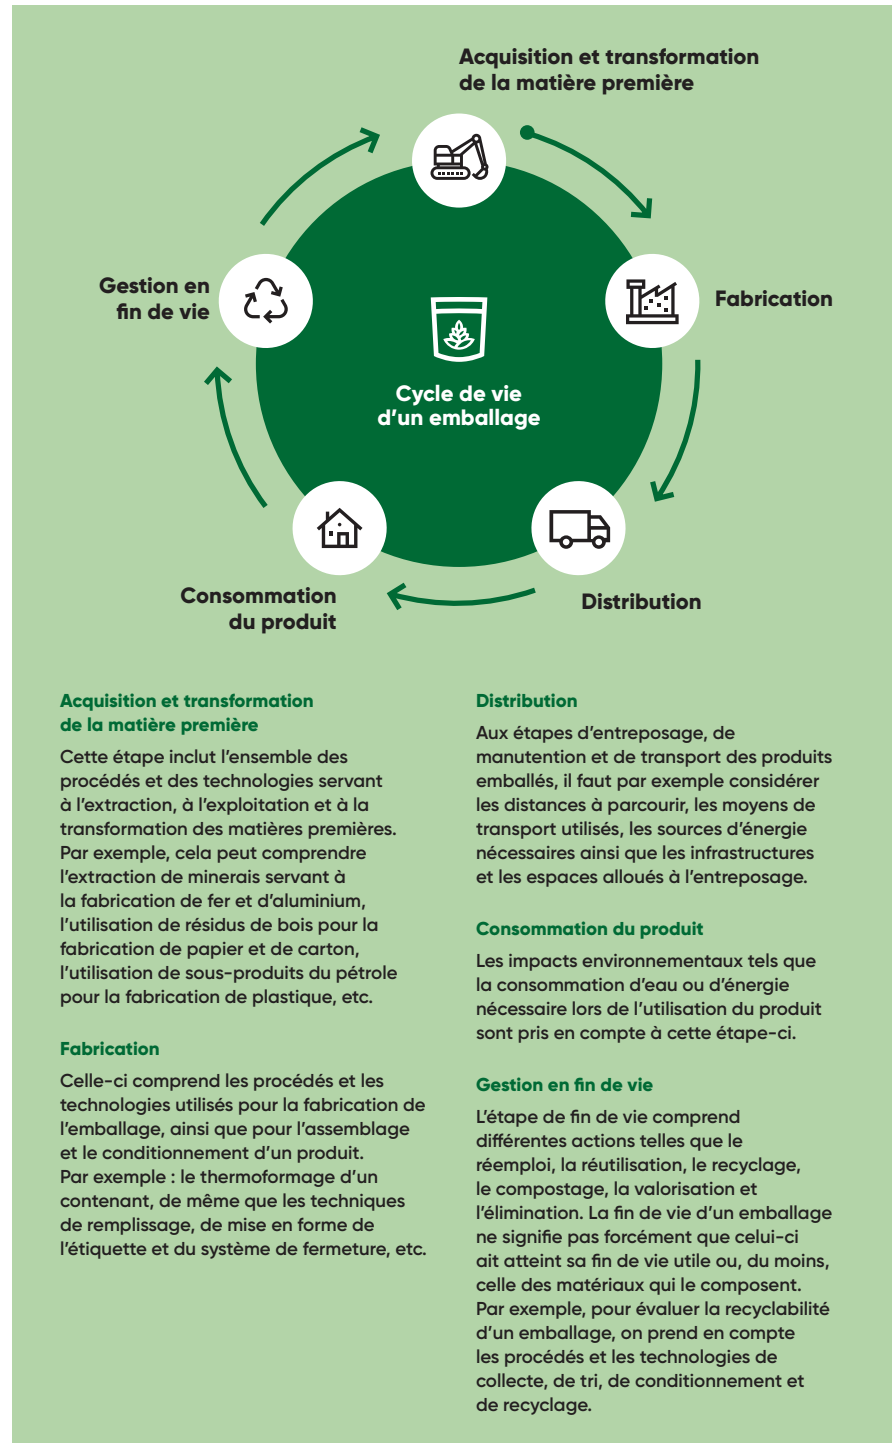 Acquisition et transformation
de la matière première
Fabrication
Distribution
Consommation
du produit
Gestion en
fin de vie
Cycle de vie
d’un emballage
Acquisition et transformation
de la matière première
Cette étape inclut l’ensemble des
procédés et des technologies servant
à l’extraction, à l’exploitation et à la
transformation des matières premières.
Par exemple, cela peut comprendre
l’extraction de minerais servant à
la fabrication de fer et d’aluminium,
l’utilisation de résidus de bois pour la
fabrication de papier et de carton,
l’utilisation de sous-produits du pétrole
pour la fabrication de plastique, etc.
Fabrication
Celle-ci comprend les procédés et les
technologies utilisés pour la fabrication de
l’emballage, ainsi que pour l’assemblage
et le conditionnement d’un produit.
Par exemple : le thermoformage d’un
contenant, de même que les techniques
de remplissage, de mise en forme de
l’étiquette et du système de fermeture, etc.
Distribution
Aux étapes d’entreposage, de
manutention et de transport des produits
emballés, il faut par exemple considérer
les distances à parcourir, les moyens de
transport utilisés, les sources d’énergie
nécessaires ainsi que les infrastructures
et les espaces alloués à l’entreposage.
Consommation du produit
Les impacts environnementaux tels que
la consommation d’eau ou d’énergie
nécessaire lors de l’utilisation du produit
sont pris en compte à cette étape-ci.
Gestion en fin de vie
L’étape de fin de vie comprend
différentes actions telles que le
réemploi, la réutilisation, le recyclage,
le compostage, la valorisation et
l’élimination. La fin de vie d’un emballage
ne signifie pas forcément que celui-ci
ait atteint sa fin de vie utile ou, du moins,
celle des matériaux qui le composent.
Par exemple, pour évaluer la recyclabilité
d’un emballage, on prend en compte
les procédés et les technologies de
collecte, de tri, de conditionnement et
de recyclage.